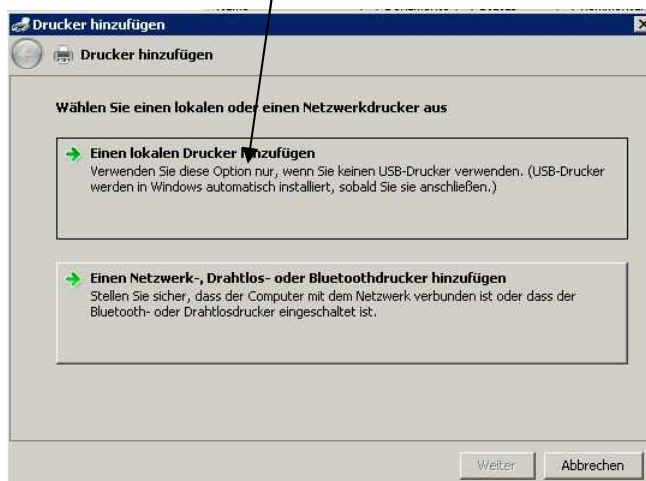 Drucker hinzufügen
Drucker hinzufügen
Wählen Sie einen lokalen oder einen Netzwerkdrucker aus
Einen lokalen Drucker hinzufügen
Verwenden Sie diese Option nur, wenn Sie keinen USB-Drucker verwenden. (USB-Drucker
werden in Windows automatisch installiert, sobald Sie sie anschließen.)
Einen Netzwerk-, Drahtlos- oder Bluetoothdrucker hinzufügen
Stellen Sie sicher, dass der Computer mit dem Netzwerk verbunden ist oder dass der
Bluetooth- oder Drahtlosdrucker eingeschaltet ist.
Weiter Abbrechen